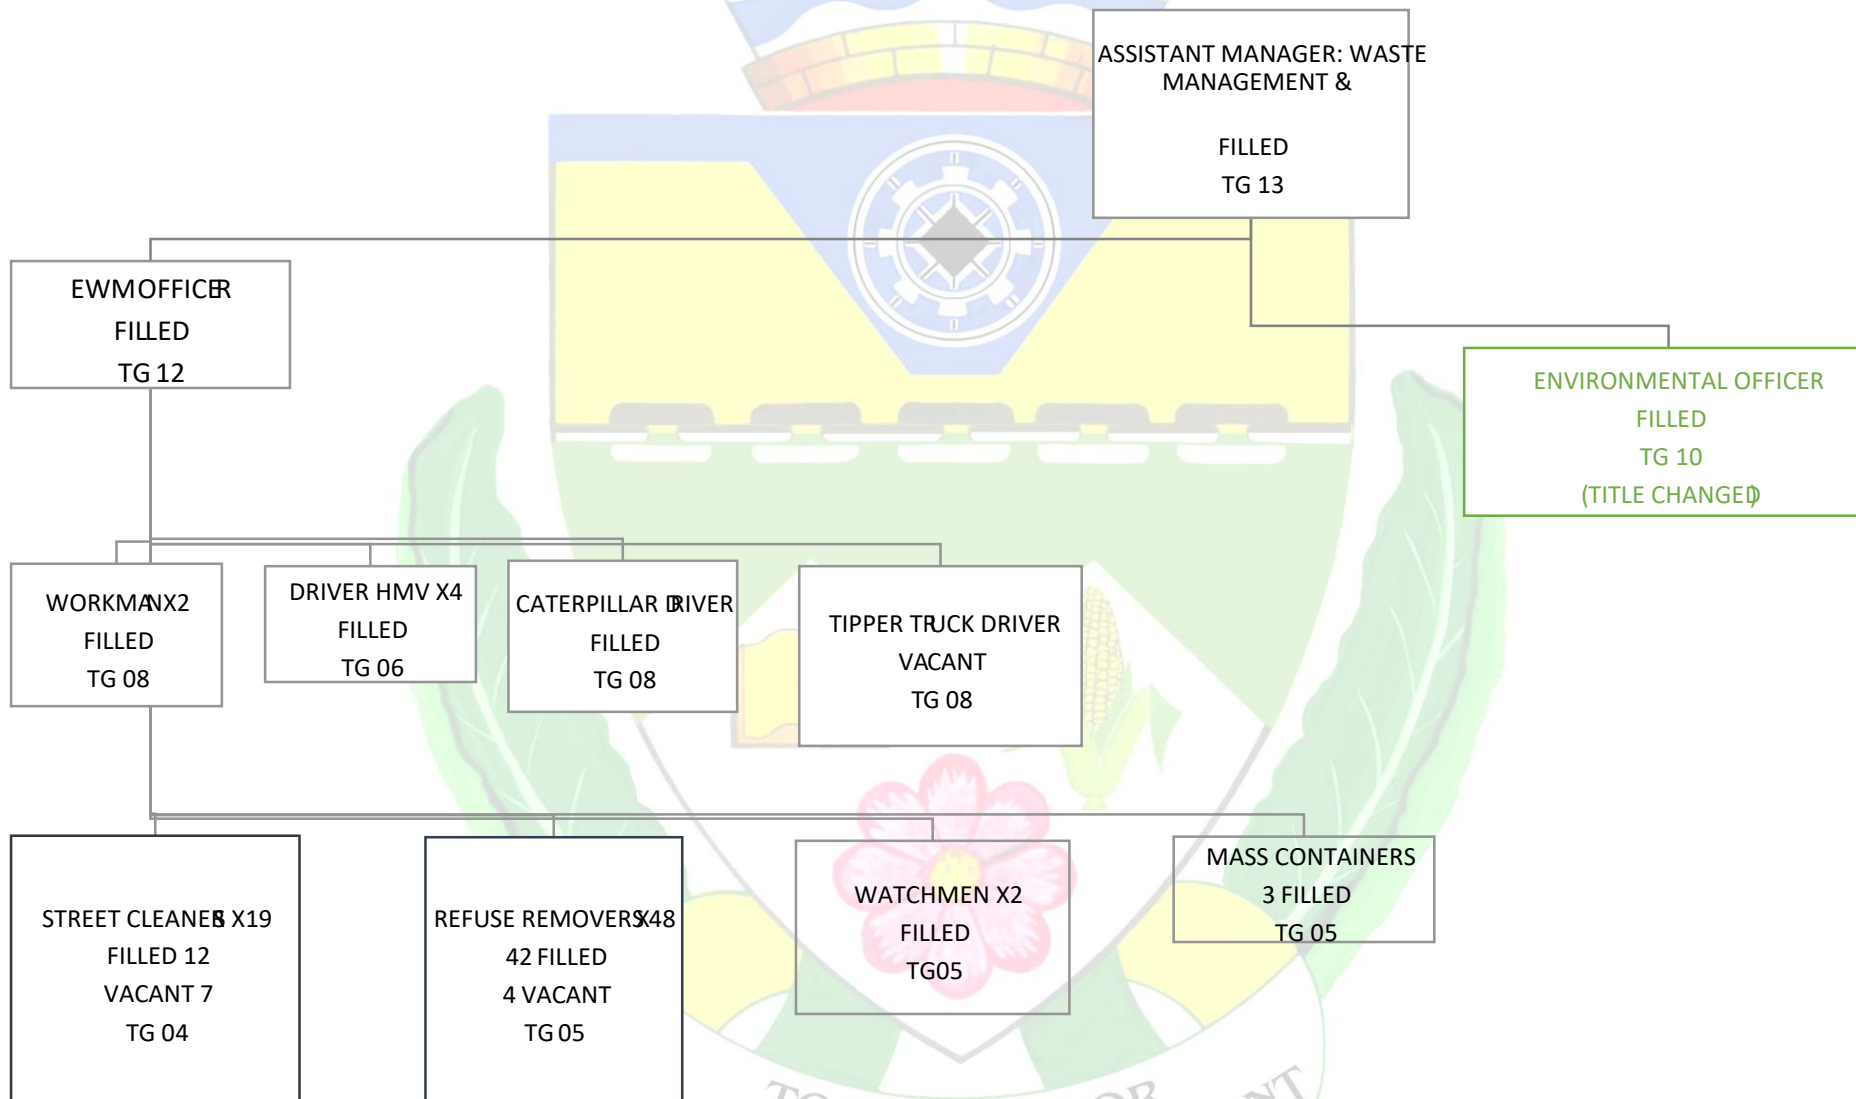 ASSISTANT MANAGER: WASTE
MANAGEMENT &
FILLED
TG 13
EWM OFFICER
FILLED
TG 12
ENVIRONMENTAL OFFICER
FILLED
TG 10
(TITLE CHANGED)
WORKMAN X2
FILLED
TG 08
DRIVER HMV X4
FILLED
TG 06
CATERPILLAR DRIVER
FILLED
TG 08
TIPPER TRUCK DRIVER
VACANT
TG 08
STREET CLEANERS X19
FILLED 12
VACANT 7
TG 04
REFUSE REMOVERS X48
42 FILLED
4 VACANT
TG 05
WATCHMEN X2
FILLED
TG05
MASS CONTAINERS
3 FILLED
TG 05